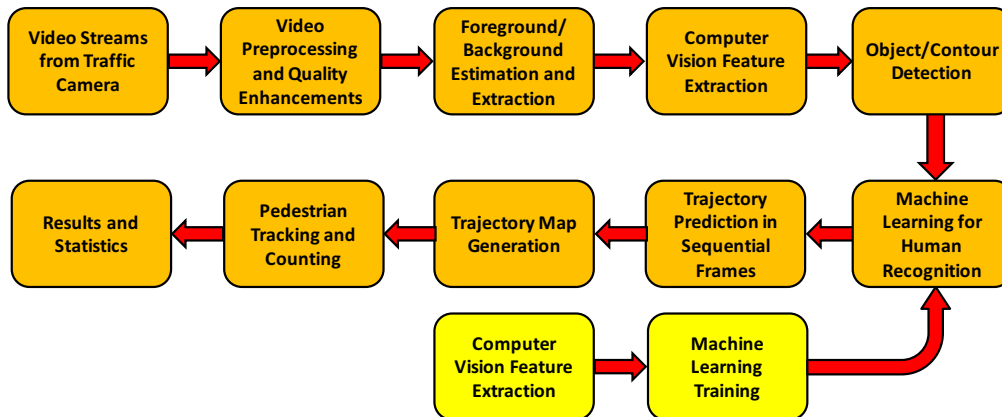 Video Streams
from Traffic
Camera
Video
Preprocessing
and Quality
Enhancements
Foreground/
Background
Estimation and
Extraction
Computer
Vision Feature
Extraction
Object/Contour
Detection
Results and
Statistics
Pedestrian
Tracking and
Counting
Trajectory Map
Generation
Trajectory
Prediction in
Sequential
Frames
Machine
Learning for
Human
Recognition
Computer
Vision Feature
Extraction
Machine
Learning
Training